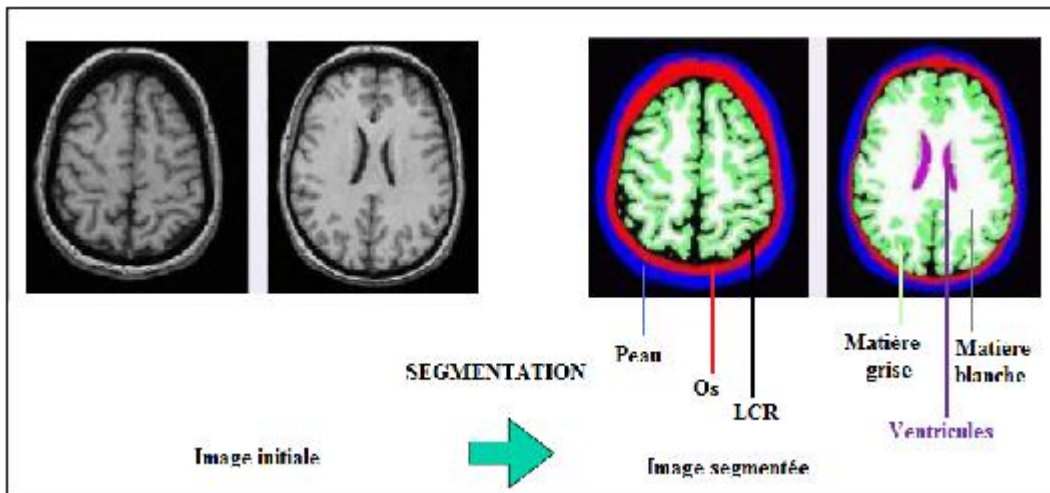 Peau
Os
LCR
Matière
grise
Matiere
blanche
Ventricules
SEGMENTATION
Image initiale
Image segmentée